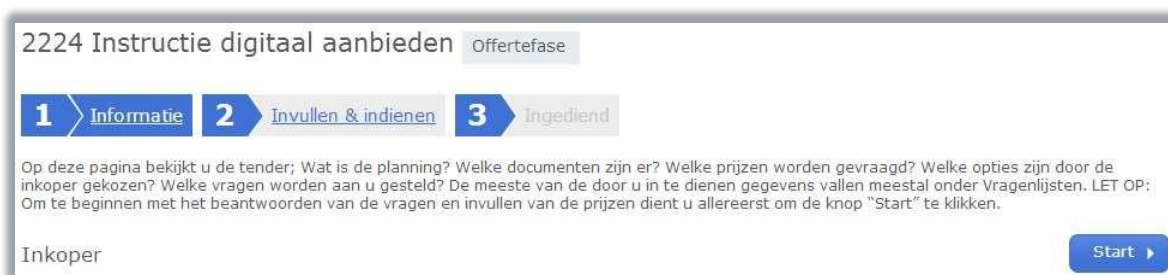 2224 Instructie digitaal aanbieden Offertefase
1 Informatie 2 Invullen & indienen 3 Ingediend
Op deze pagina bekijkt u de tender; Wat is de planning? Welke documenten zijn er? Welke prijzen worden gevraagd? Welke opties zijn door de
inkoper gekozen? Welke vragen worden aan u gesteld? De meeste van de door u in te dienen gegevens vallen meestal onder Vragenlijsten. LET OP:
Om te beginnen met het beantwoorden van de vragen en invullen van de prijzen dient u allereerst om de knop "Start" te klikken.
Inkoper Start